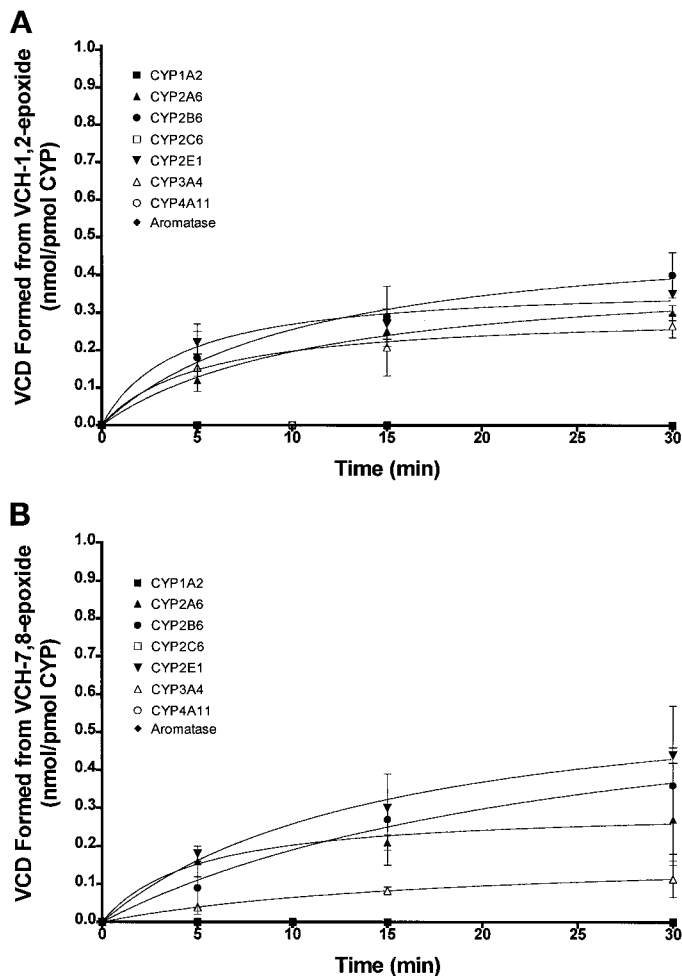 A
VCD Formed from VCH-1,2-epoxide
(nmol/pmol CYP)
1.0
0.9
0.8
0.7
0.6
0.5
0.4
0.3
0.2
0.1
0.0
CYP1A2
CYP2A6
CYP2B6
CYP2C6
CYP2E1
CYP3A4
CYP4A11
Aromatase
0 5 10 15 20 25 30
Time (min)
B
VCD Formed from VCH-7,8-epoxide
(nmol/pmol CYP)
1.0
0.9
0.8
0.7
0.6
0.5
0.4
0.3
0.2
0.1
0.0
CYP1A2
CYP2A6
CYP2B6
CYP2C6
CYP2E1
CYP3A4
CYP4A11
Aromatase
0 5 10 15 20 25 30
Time (min)